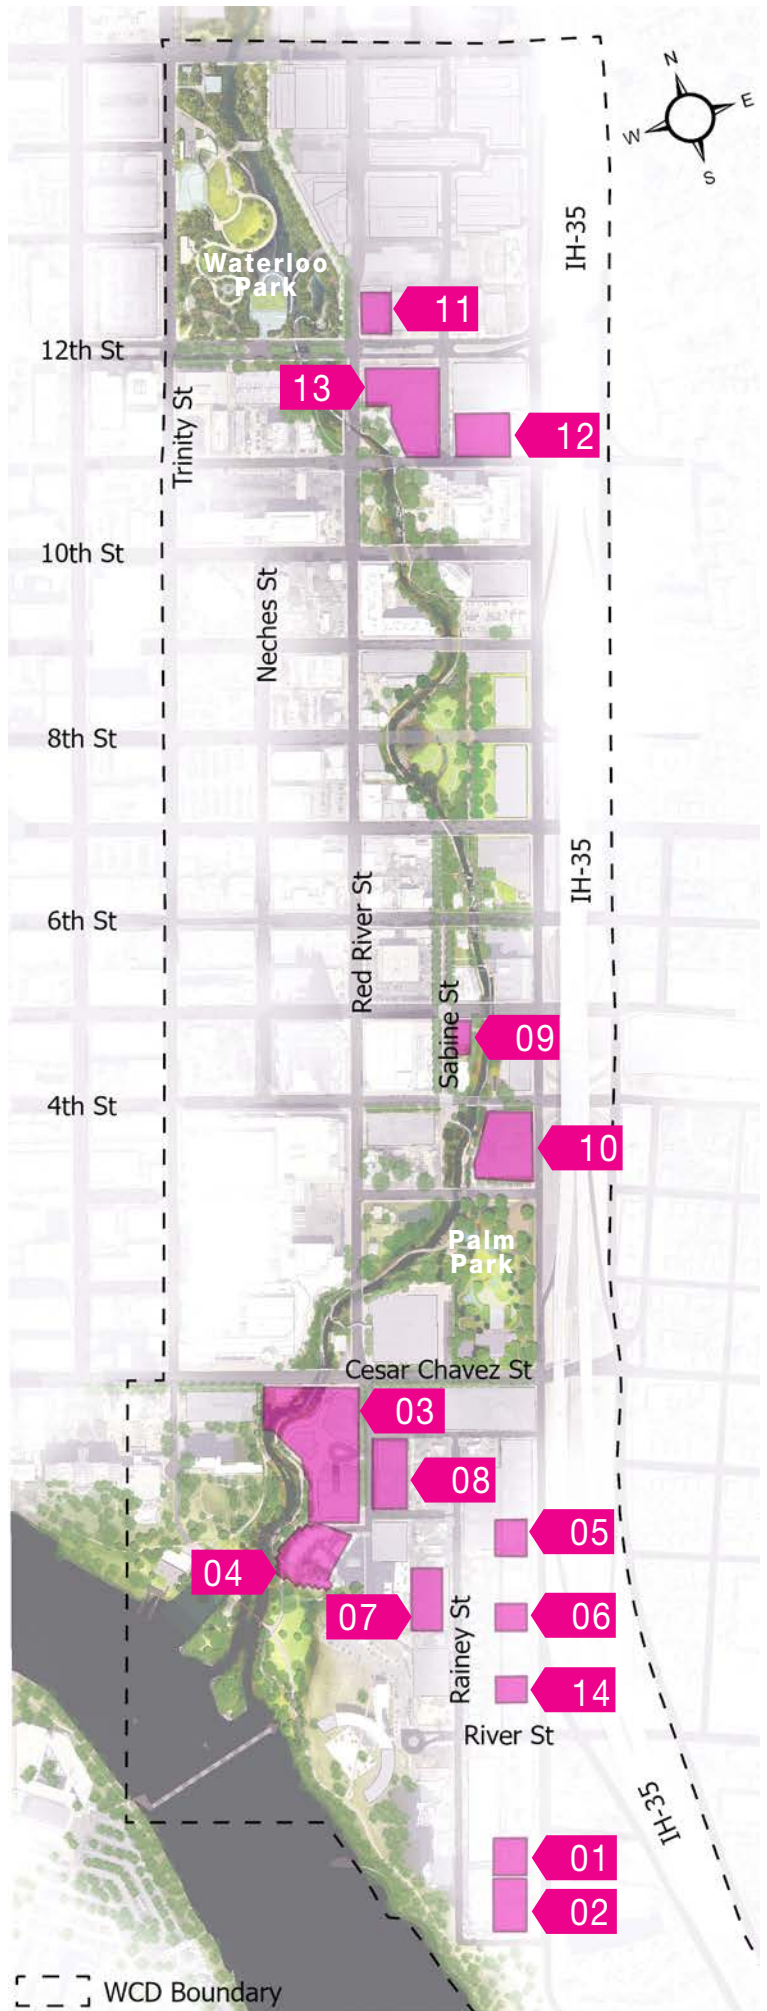 N
E
W
S
IH-35
Waterloo
Park
11
12th St
13
12
Trinity St
10th St
Neches St
8th St
IH-35
6th St
Red River St
Sabine St
09
4th St
10
Palm
Park
Cesar Chavez St
03
08
05
04
07
06
Rainey St
14
River St
IH-35
01
02
WCD Boundary